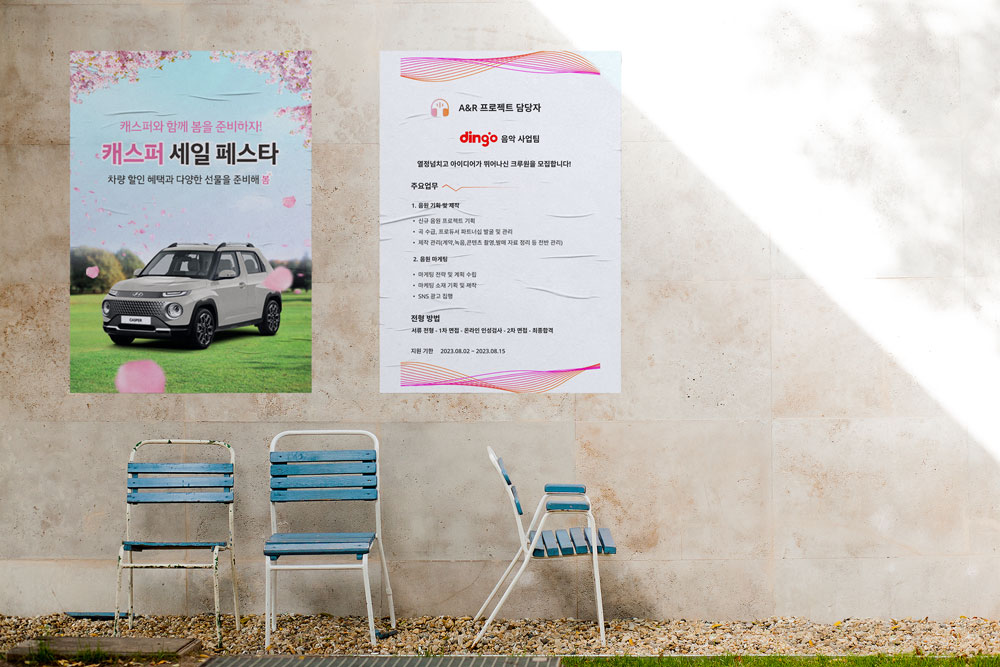 캐스퍼와 함께 봄을 준비하자!
캐스퍼 세일 페스타
차량 할인 혜택과 다양한 선물을 준비해 봄
CASPER
A&R 프로젝트 담당자
dingo 음악 사업팀
열정넘치고 아이디어가 뛰어나신 크루원을 모집합니다!
주요업무
1. 음원 기획 및 제작
• 신규 음원 프로젝트 기획
• 곡 수급, 프로듀서 파트너십 발굴 및 관리
• 제작 관리(계약,녹음,콘텐츠 촬영,발매 자료 정리 등 전반 관리)
2. 음원 마케팅
• 마케팅 전략 및 계획 수립
• 마케팅 소재 기획 및 제작
• SNS 광고 집행
전형 방법
서류 전형 - 1차 면접 - 온라인 인성검사 - 2차 면접 - 최종합격
지원 기한 2023.08.02 ~ 2023.08.15